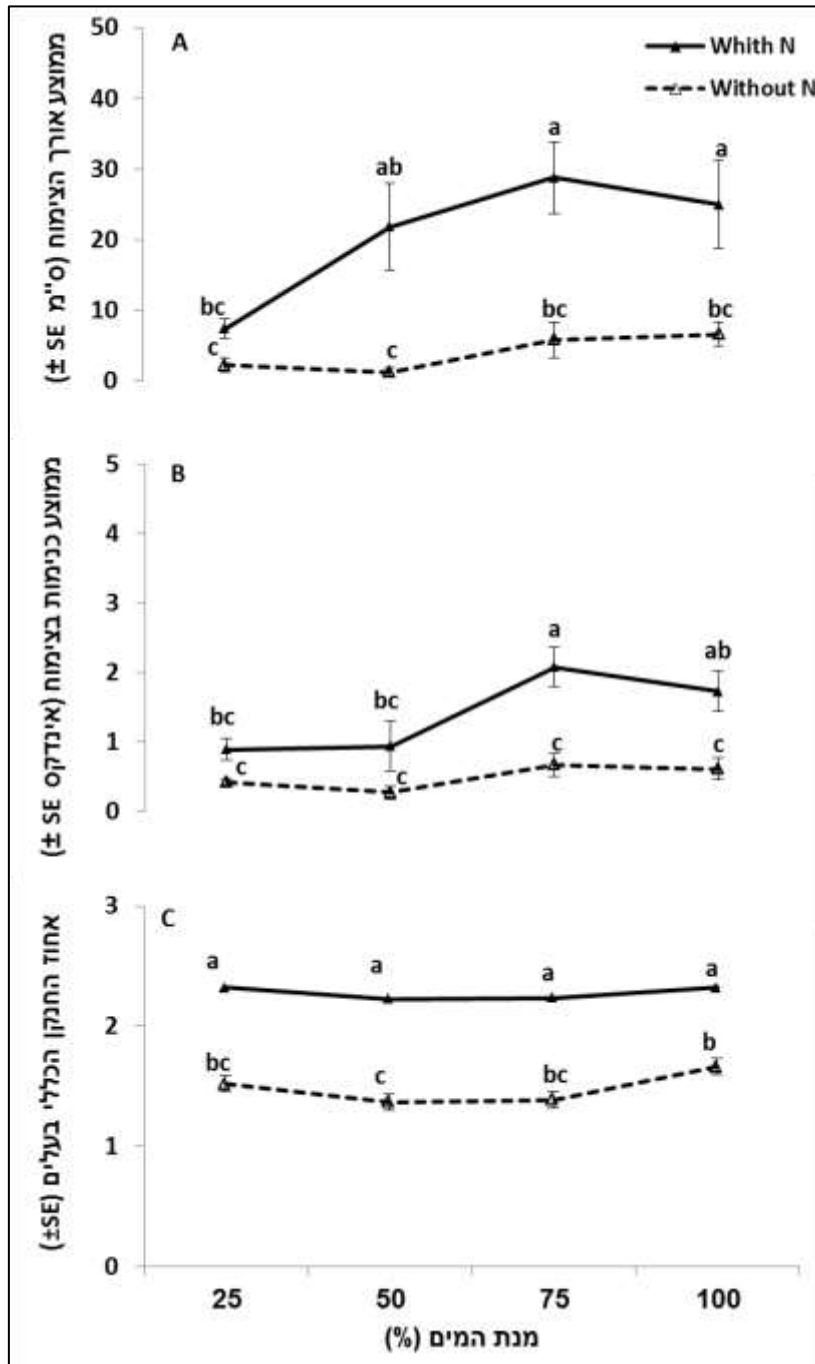 A
Whith N
Without N
ממוצע אורך הצימוח (ס"מ SE ±)
50
40
30
20
10
0
bc
ab
a
a
c
c
bc
bc
B
ממוצע כנימות בצימוח (אינדקס SE ±)
5
4
3
2
1
0
bc
bc
a
ab
c
c
c
c
C
אחוד החנקן הכללי בעלים (SE±)
3
2
1
0
a
a
a
a
bc
c
bc
b
25 50 75 100
מנת המים (%)